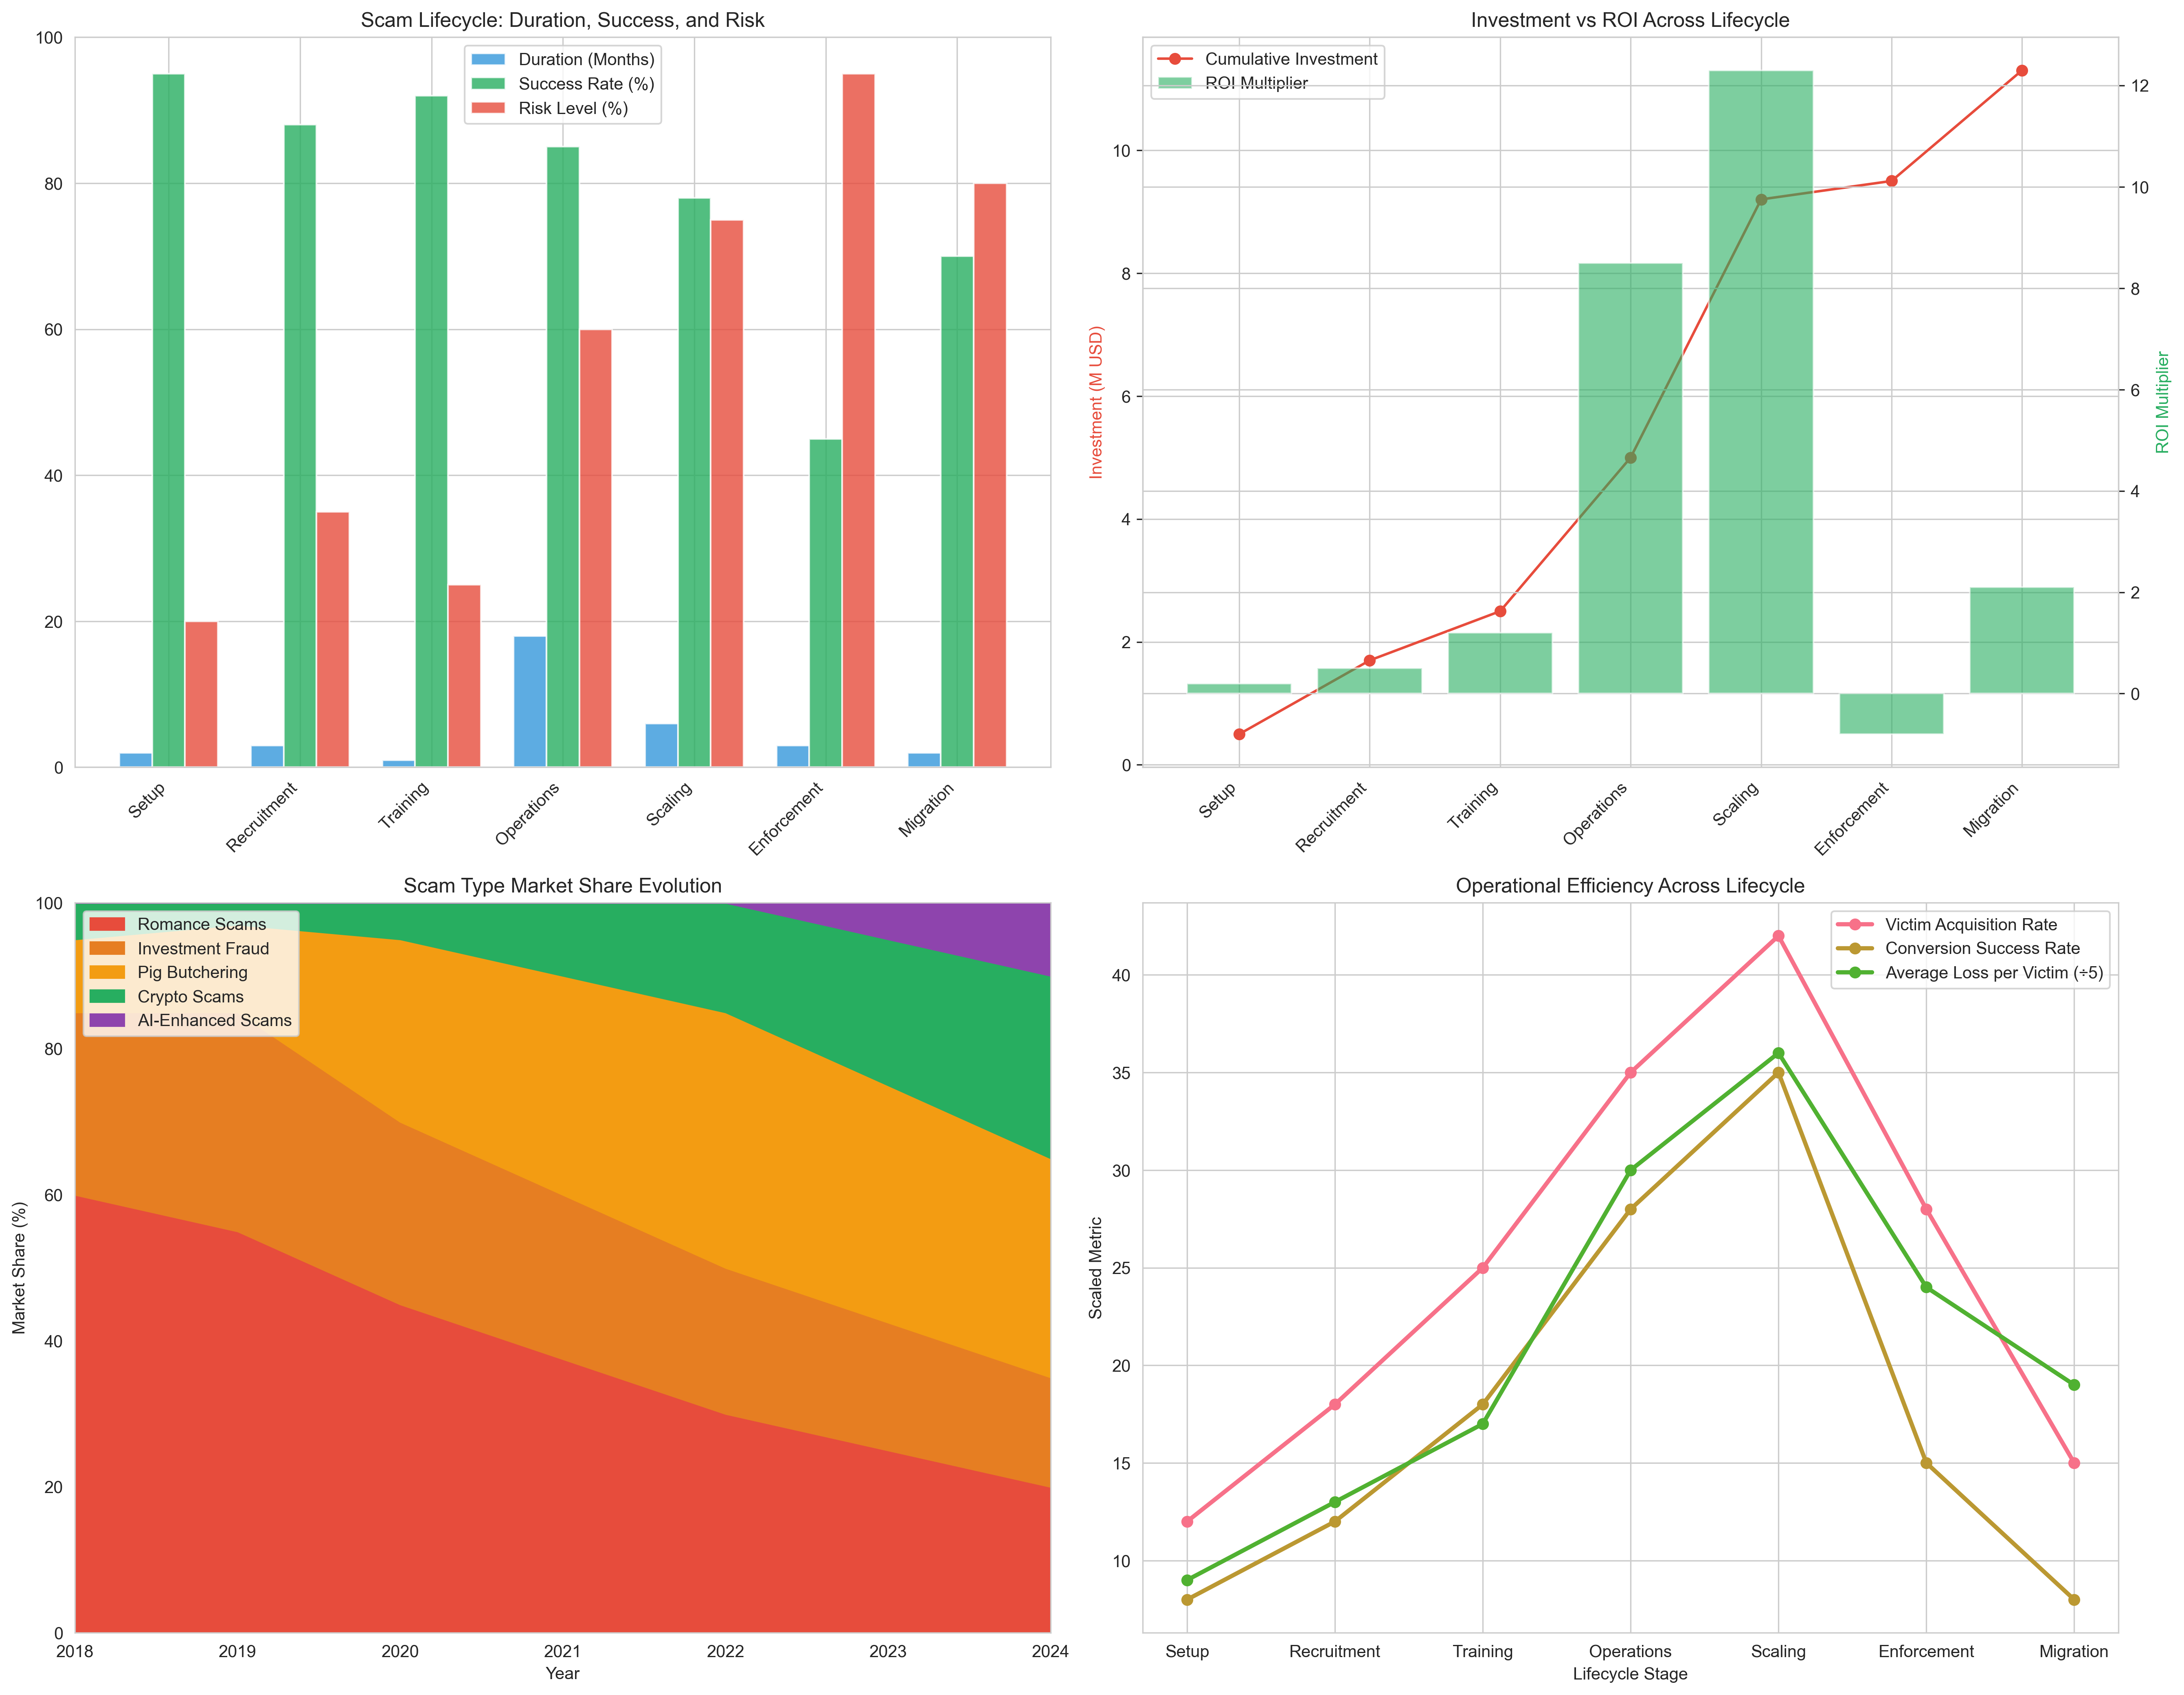 Scam Lifecycle: Duration, Success, and Risk
100
80
60
40
20
0
Duration (Months)
Success Rate (%)
Risk Level (%)
Setup
Recruitment
Training
Operations
Scaling
Enforcement
Migration
Investment vs ROI Across Lifecycle
Cumulative Investment
ROI Multiplier
Investment (M USD)
10
8
6
4
2
0
12
10
8
6
4
2
0
ROI Multiplier
Setup
Recruitment
Training
Operations
Scaling
Enforcement
Migration
Scam Type Market Share Evolution
Market Share (%)
100
80
60
40
20
0
Romance Scams
Investment Fraud
Pig Butchering
Crypto Scams
AI-Enhanced Scams
2018
2019
2020
2021
2022
2023
2024
Year
Operational Efficiency Across Lifecycle
Scaled Metric
40
35
30
25
20
15
10
Victim Acquisition Rate
Conversion Success Rate
Average Loss per Victim (÷5)
Setup
Recruitment
Training
Operations
Scaling
Enforcement
Migration
Lifecycle Stage